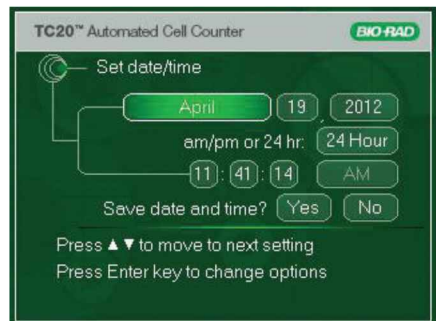 TC20™ Automated Cell Counter BIO-RAD
Set date/time
April 19, 2012
am/pm or 24 hr: 24 Hour
11 : 41 : 14 AM
Save date and time? Yes No
Press ▲ ▼ to move to next setting
Press Enter key to change options